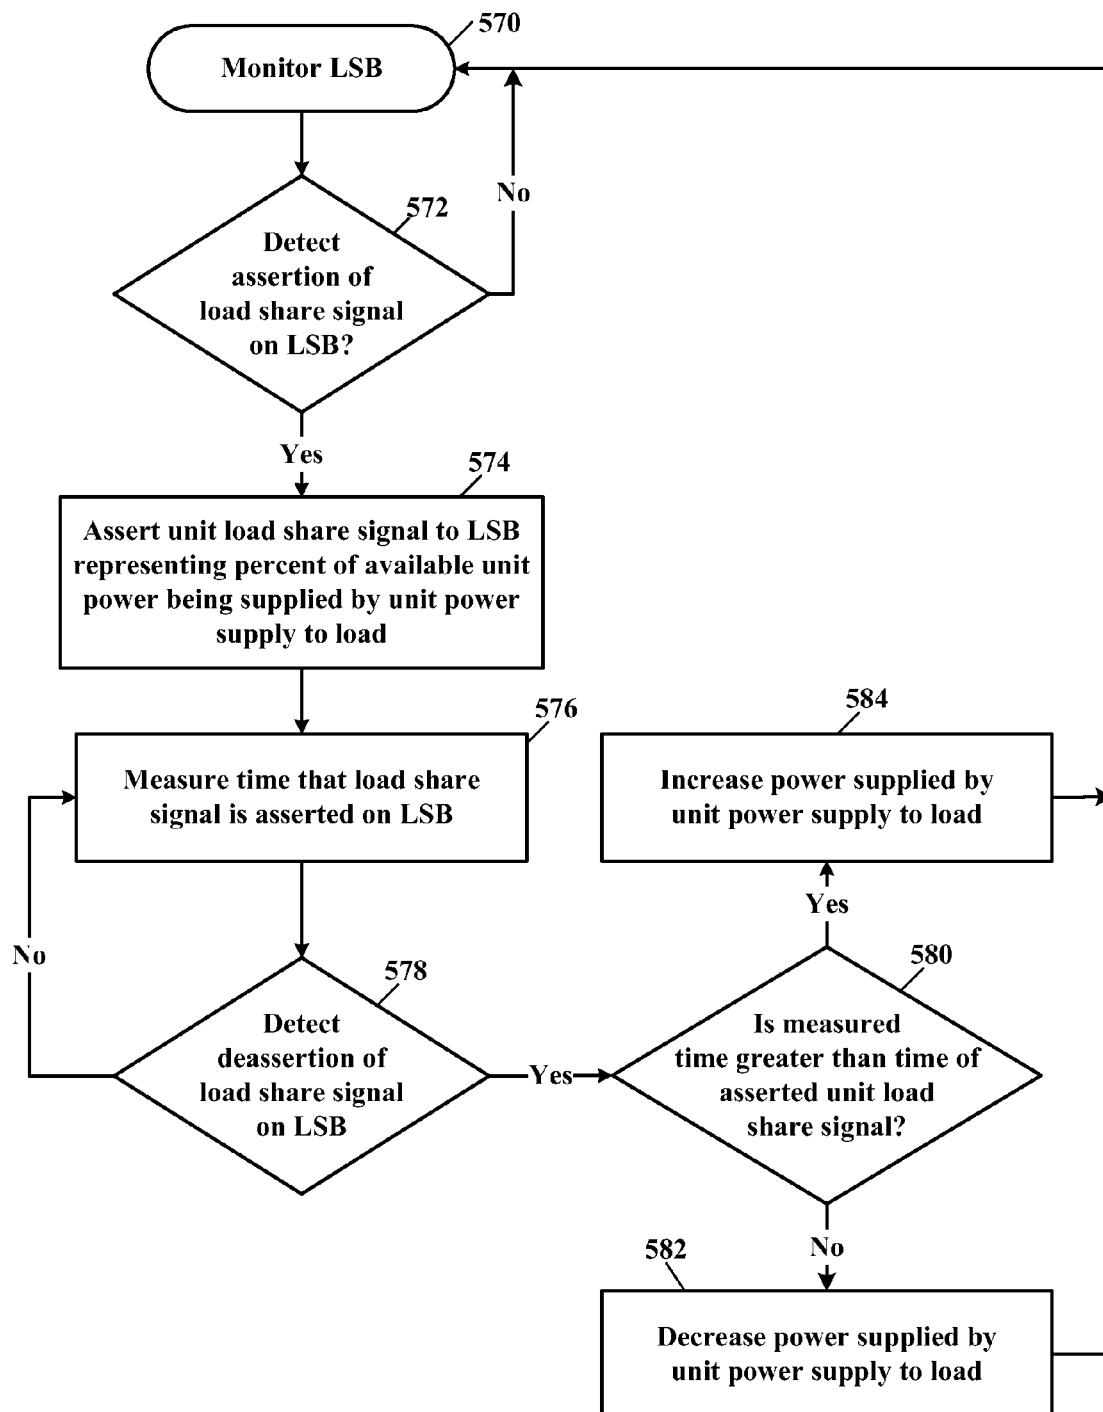 570
Monitor LSB
No
572
Detect
assertion of
load share signal
on LSB?
Yes
574
Assert unit load share signal to LSB
representing percent of available unit
power being supplied by unit power
supply to load
576
Measure time that load share
signal is asserted on LSB
584
Increase power supplied by
unit power supply to load
No
578
Detect
deassertion of
load share signal
on LSB
Yes
Yes
580
Is measured
time greater than time of
asserted unit load
share signal?
No
582
Decrease power supplied by
unit power supply to load